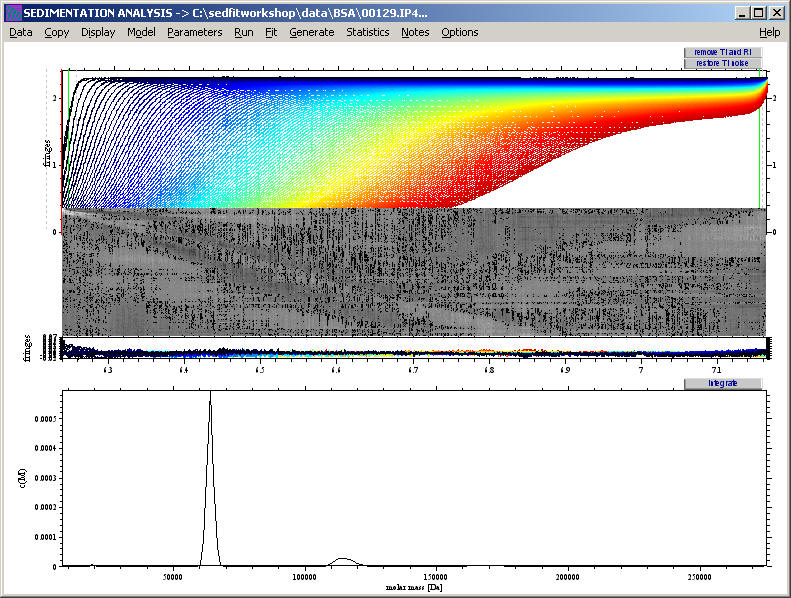 SEDIMENTATION ANALYSIS -> C:\sedfitworkshop\data\BSA\00129.IP4...
Data Copy Display Model Parameters Run Fit Generate Statistics Notes Options Help
remove TI and RI
restore TI noise
2 2
fringes
1 1
0 0
fringes
6.3 6.4 6.5 6.6 6.7 6.8 6.9 7 7.1
Integrate
0.0005
0.0004
c(M)
0.0003
0.0002
0.0001
0
50000 100000 150000 200000 250000
molar mass [Da]